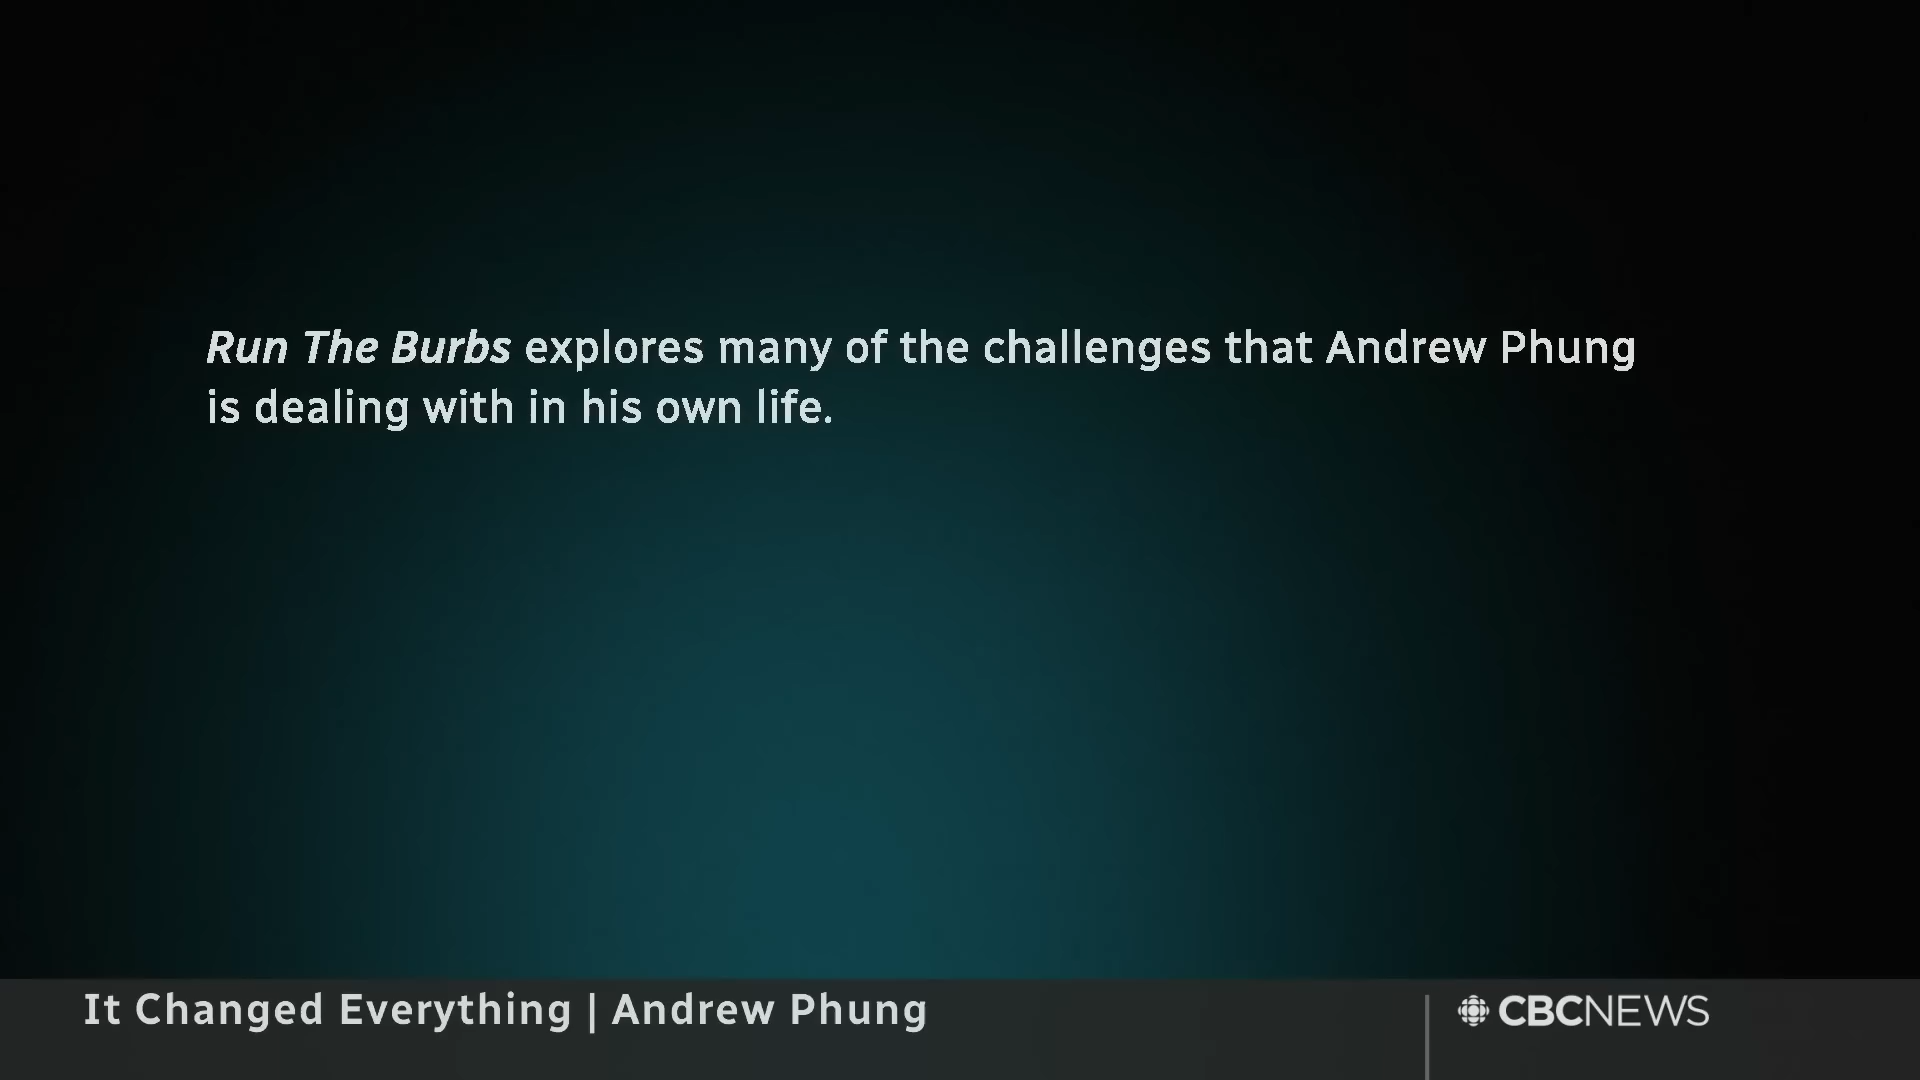 Run The Burbs explores many of the challenges that Andrew Phung
is dealing with in his own life.
It Changed Everything | Andrew Phung
CBCNEWS